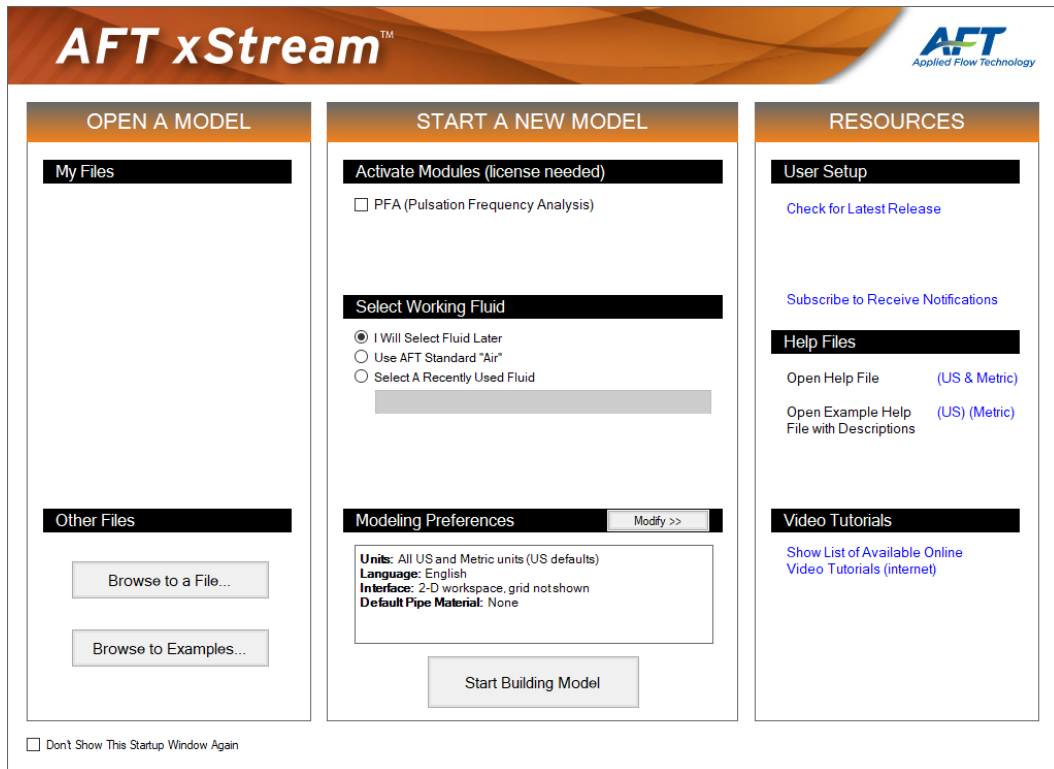 AFT xStream™
AFT
Applied Flow Technology
OPEN A MODEL
My Files
Other Files
Browse to a File...
Browse to Examples...
START A NEW MODEL
Activate Modules (license needed)
PFA (Pulsation Frequency Analysis)
Select Working Fluid
I Will Select Fluid Later
Use AFT Standard "Air"
Select A Recently Used Fluid
Modeling Preferences
Modify >>
Units: All US and Metric units (US defaults)
Language: English
Interface: 2-D workspace, grid not shown
Default Pipe Material: None
Start Building Model
RESOURCES
User Setup
Check for Latest Release
Subscribe to Receive Notifications
Help Files
Open Help File (US & Metric)
Open Example Help (US) (Metric)
File with Descriptions
Video Tutorials
Show List of Available Online
Video Tutorials (internet)
Don't Show This Startup Window Again